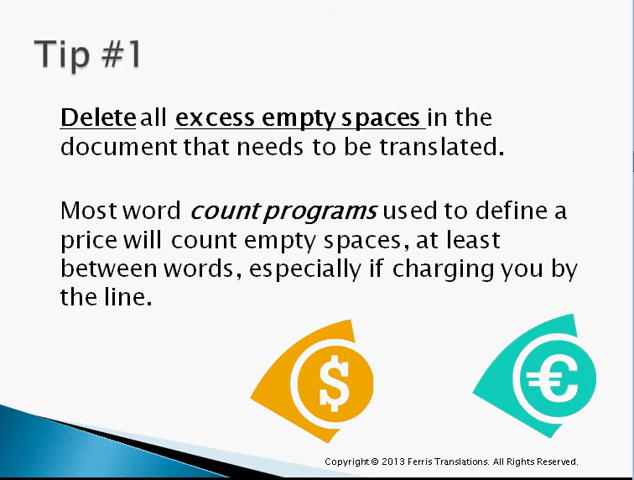 Tip #1
Delete all excess empty spaces in the
document that needs to be translated.
Most word count programs used to define a
price will count empty spaces, at least
between words, especially if charging you by
the line.
$
€
Copyright © 2013 Ferris Translations. All Rights Reserved.